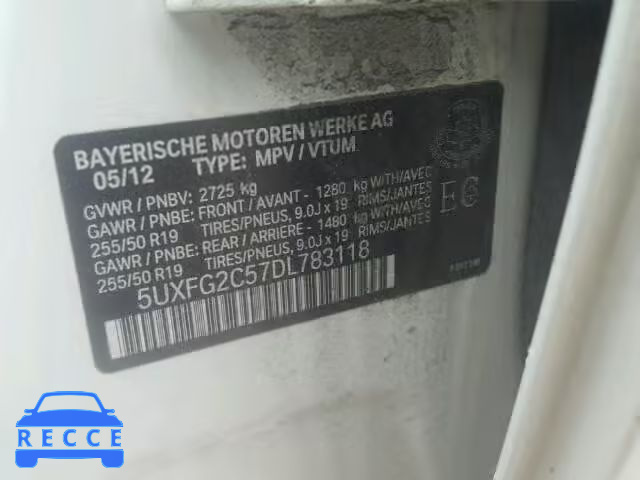 BAYERISCHE MOTOREN WERKE AG
05/12 TYPE: MPV / VTUM
GVWR / PNBV: 2725 kg
GAWR / PNBE: FRONT / AVANT - 1280 kg WITH/AVEC
255/50 R19 TIRES/PNEUS, 9.0J x 19 RIMS/JANTES
GAWR / PNBE: REAR / ARRIERE - 1480 kg WITH/AVEC
255/50 R19 TIRES/PNEUS, 9.0J x 19 RIMS/JANTES
5UXFG2C57DL783118
EG
RECCE